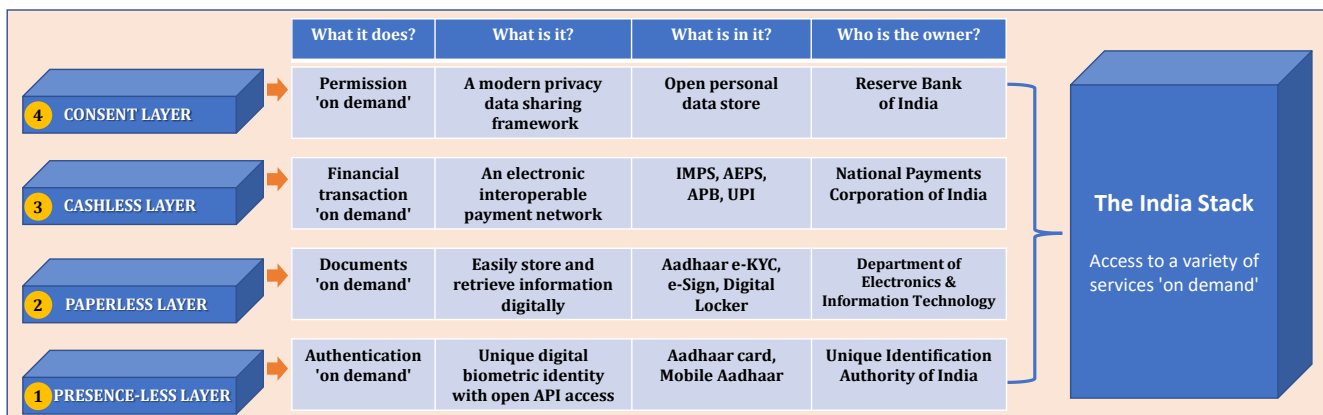 What it does?
What is it?
What is in it?
Who is the owner?
4
CONSENT LAYER
Permission
'on demand'
A modern privacy
data sharing
framework
Open personal
data store
Reserve Bank
of India
3
CASHLESS LAYER
Financial
transaction
'on demand'
An electronic
interoperable
payment network
IMPS, AEPS,
APB, UPI
National Payments
Corporation of India
2
PAPERLESS LAYER
Documents
'on demand'
Easily store and
retrieve information
digitally
Aadhaar e-KYC,
e-Sign, Digital
Locker
Department of
Electronics &
Information Technology
1
PRESENCE-LESS LAYER
Authentication
'on demand'
Unique digital
biometric identity
with open API access
Aadhaar card,
Mobile Aadhaar
Unique Identification
Authority of India
The India Stack
Access to a variety of
services 'on demand'